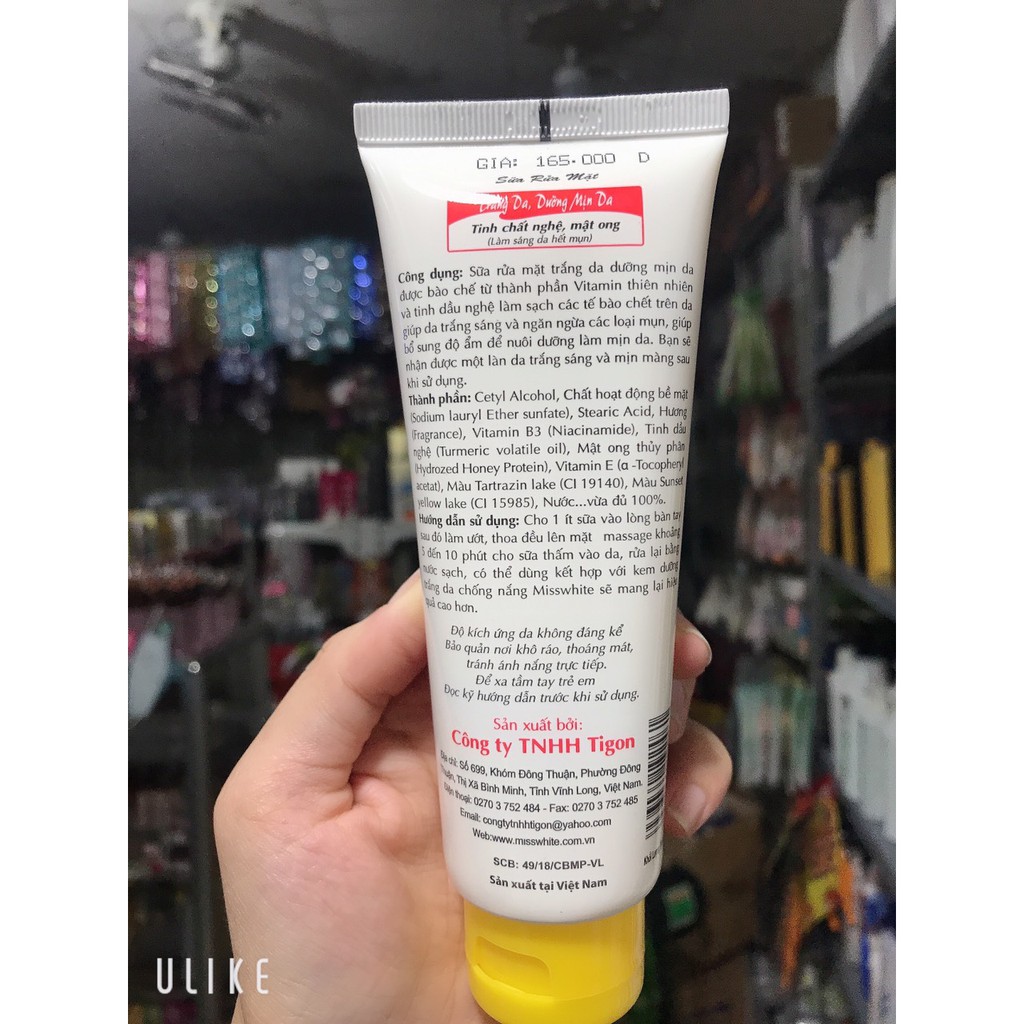 GIA: 165.000 D
Sữa Rửa Mặt
Trắng Da, Dưỡng Mịn Da
Tinh chất nghệ, mật ong
(Làm sáng da hết mụn)
Công dụng: Sữa rửa mặt trắng da dưỡng mịn da
được bào chế từ thành phần Vitamin thiên nhiên
và tinh dầu nghệ làm sạch các tế bào chết trên da
giúp da trắng sáng và ngăn ngừa các loại mụn, giúp
bổ sung độ ẩm để nuôi dưỡng làm mịn da. Bạn sẽ
nhận được một làn da trắng sáng và mịn màng sau
khi sử dụng.
Thành phần: Cetyl Alcohol, Chất hoạt động bề mặt
(Sodium lauryl Ether sunfate), Stearic Acid, Hương
(Fragrance), Vitamin B3 (Niacinamide), Tinh dầu
nghệ (Turmeric volatile oil), Mật ong thủy phân
(Hydrozed Honey Protein), Vitamin E (α -Tocopheryl
acetat), Màu Tartrazin lake (CI 19140), Màu Sunset
yellow lake (CI 15985), Nước...vừa đủ 100%.
Hướng dẫn sử dụng: Cho 1 ít sữa vào lòng bàn tay
sau đó làm ướt, thoa đều lên mặt massage khoảng
5 đến 10 phút cho sữa thấm vào da, rửa lại bằng
nước sạch, có thể dùng kết hợp với kem dưỡng
trắng da chống nắng Misswhite sẽ mang lại hiệu
quả cao hơn.
Độ kích ứng da không đáng kể
Bảo quản nơi khô ráo, thoáng mát,
tránh ánh nắng trực tiếp.
Để xa tầm tay trẻ em
Đọc kỹ hướng dẫn trước khi sử dụng.
Sản xuất bởi:
Công ty TNHH Tigon
Địa chỉ: Số 699, Khóm Đông Thuận, Phường Đông
Thuận, Thị Xã Bình Minh, Tỉnh Vĩnh Long, Việt Nam.
Điện thoại: 0270 3 752 484 - Fax: 0270 3 752 485
Email: congtytnhhtigon@yahoo.com
Web:www.misswhite.com.vn
SCB: 49/18/CBMP-VL
Sản xuất tại Việt Nam
ULIKE